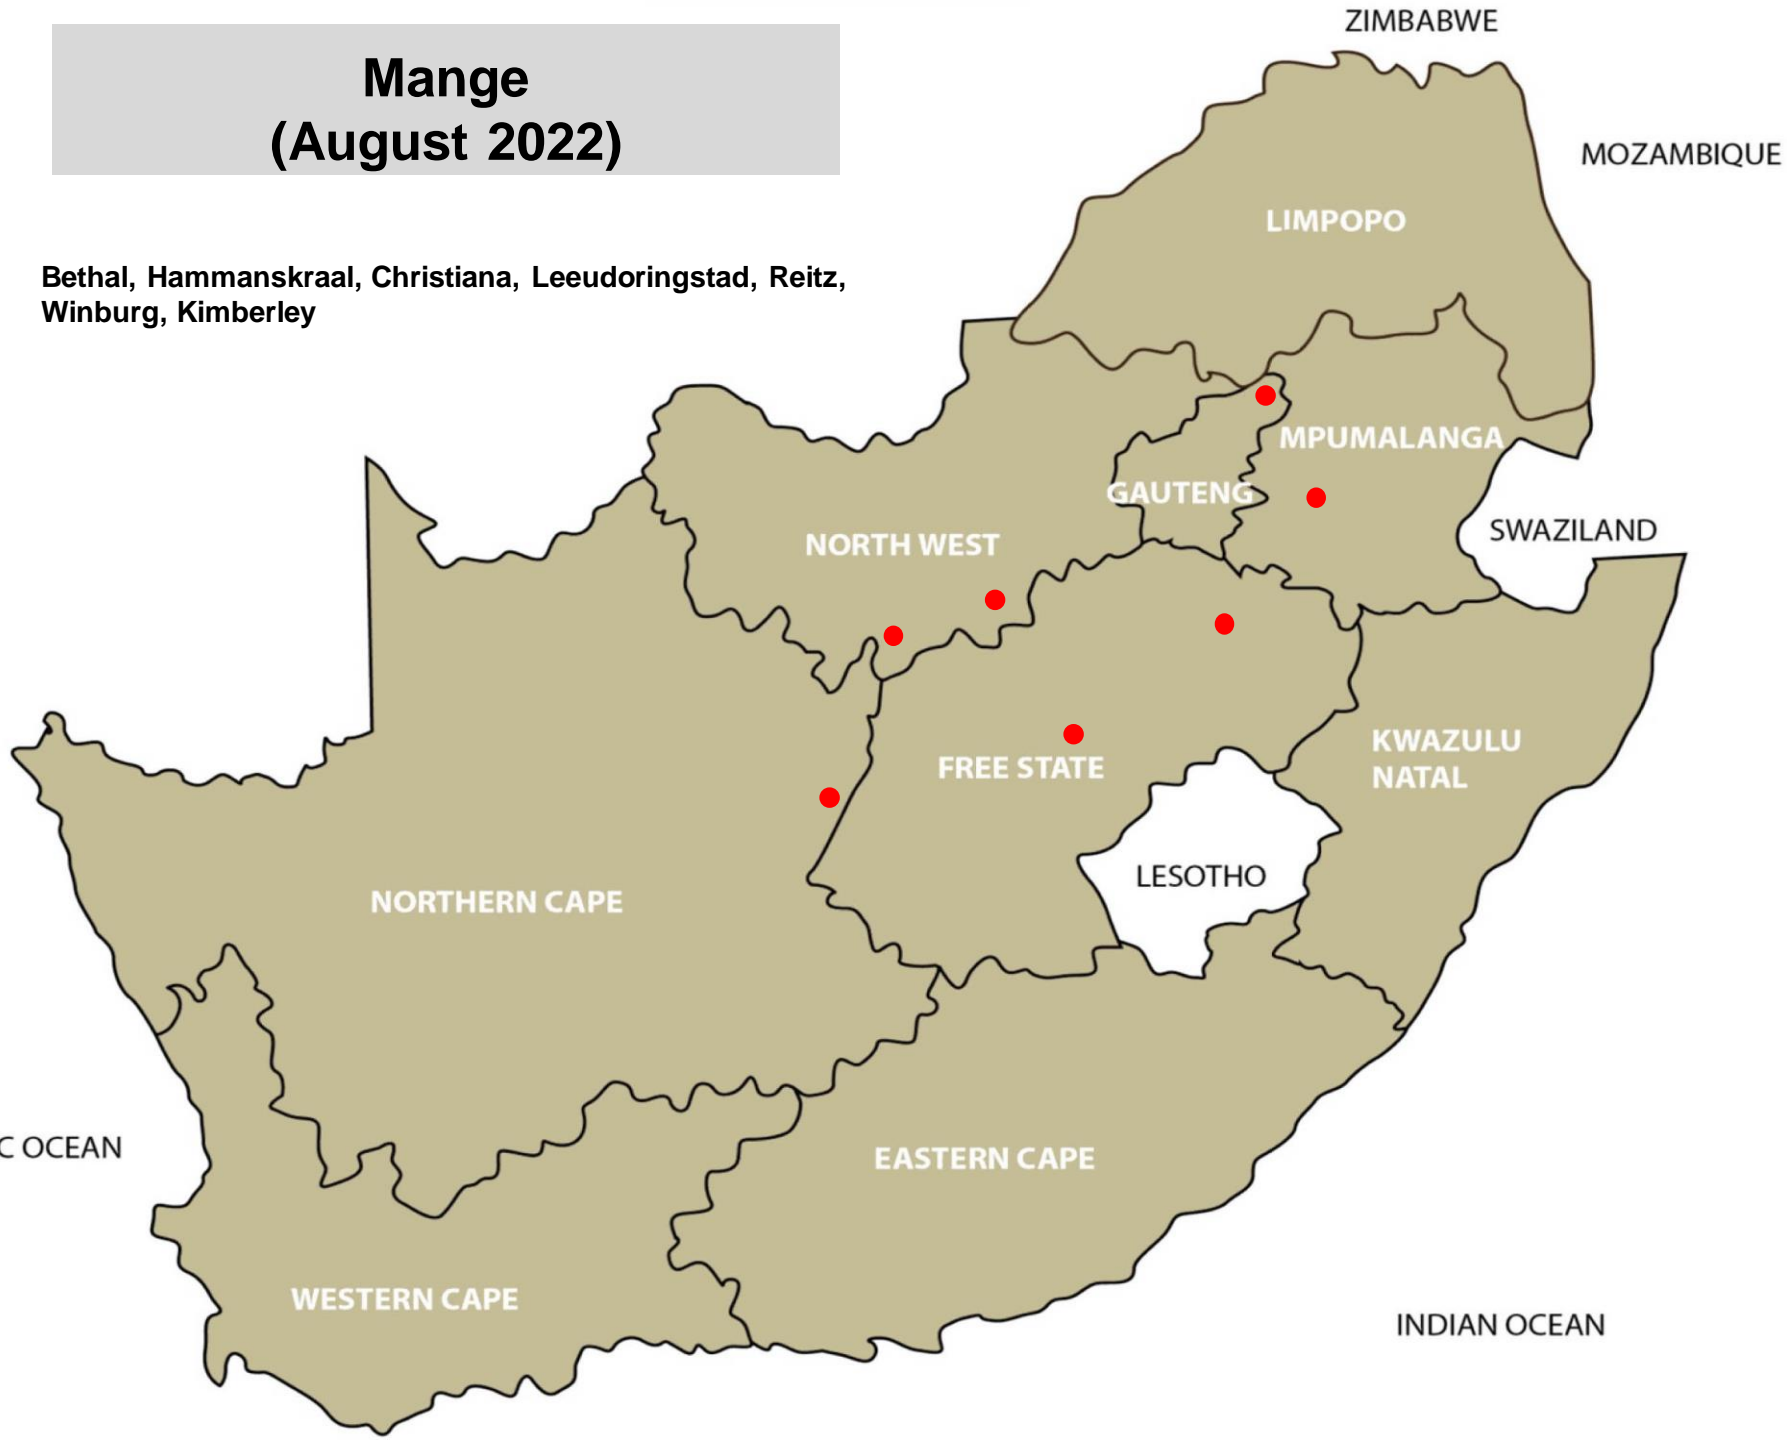 Mange
(August 2022)
Bethal, Hammanskraal, Christiana, Leeudoringstad, Reitz,
Winburg, Kimberley
ZIMBABWE
MOZAMBIQUE
LIMPOPO
MPUMALANGA
GAUTENG
SWAZILAND
NORTH WEST
KWAZULU
NATAL
FREE STATE
LESOTHO
NORTHERN CAPE
C OCEAN
EASTERN CAPE
WESTERN CAPE
INDIAN OCEAN